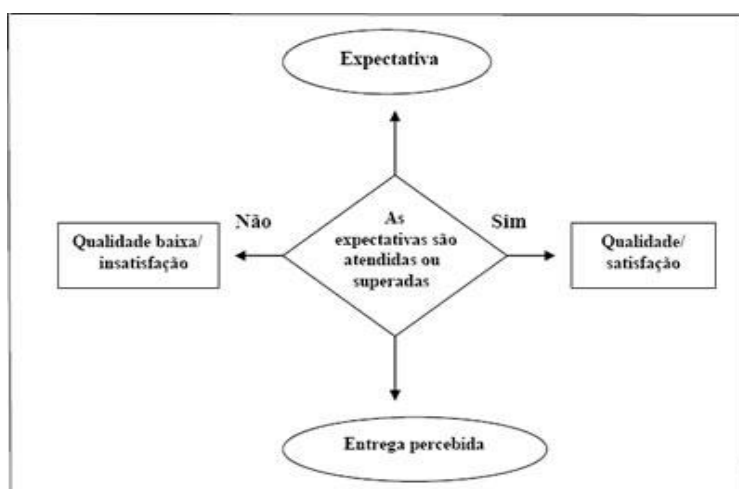 Expectativa
Não
Sim
Qualidade baixa/
insatisfação
As
expectativas são
atendidas ou
superadas
Qualidade/
satisfação
Entrega percebida